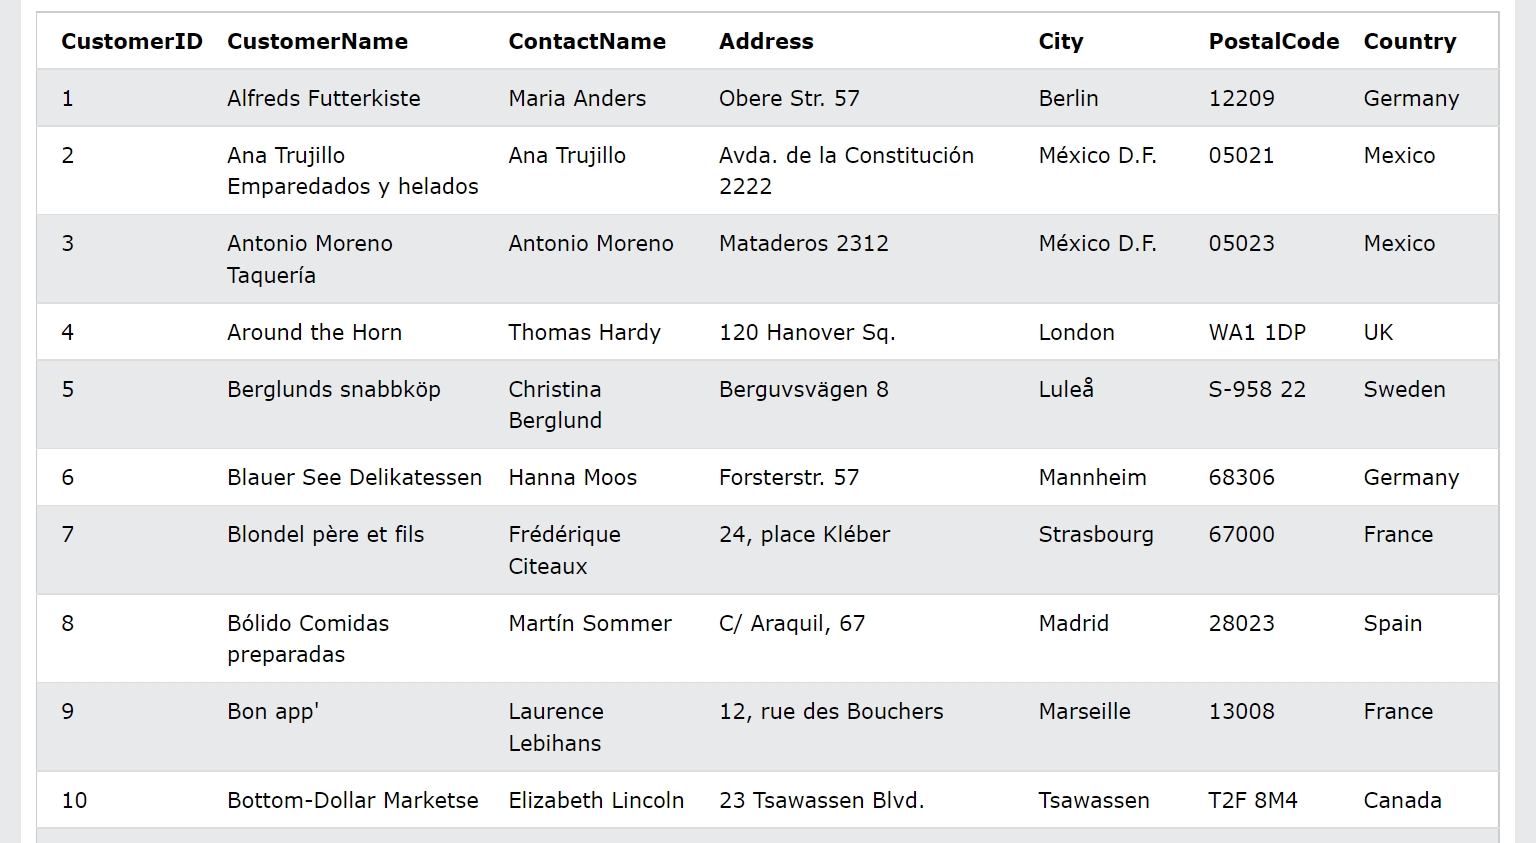 CustomerID CustomerName ContactName Address City PostalCode Country
1 Alfreds Futterkiste Maria Anders Obere Str. 57 Berlin 12209 Germany
2 Ana Trujillo Ana Trujillo Avda. de la Constitución México D.F. 05021 Mexico
Emparedados y helados 2222
3 Antonio Moreno Antonio Moreno Mataderos 2312 México D.F. 05023 Mexico
Taquería
4 Around the Horn Thomas Hardy 120 Hanover Sq. London WA1 1DP UK
5 Berglunds snabbköp Christina Berguvsvägen 8 Luleå S-958 22 Sweden
Berglund
6 Blauer See Delikatessen Hanna Moos Forsterstr. 57 Mannheim 68306 Germany
7 Blondel père et fils Frédérique 24, place Kléber Strasbourg 67000 France
Citeaux
8 Bólido Comidas Martín Sommer C/ Araquil, 67 Madrid 28023 Spain
preparadas
9 Bon app' Laurence 12, rue des Bouchers Marseille 13008 France
Lebihans
10 Bottom-Dollar Marketse Elizabeth Lincoln 23 Tsawassen Blvd. Tsawassen T2F 8M4 Canada